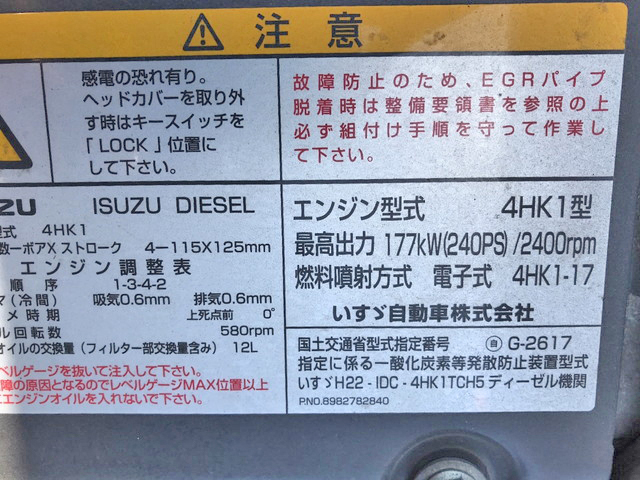 注意
感電の恐れ有り。
ヘッドカバーを取り外
す時はキースイッチを
「LOCK」位置に
して下さい。
故障防止のため、EGRパイプ
脱着時は整備要領書を参照の上
必ず組付け手順を守って作業し
て下さい。
ZU ISUZU DIESEL
型式 4HK1
数ーボアXストローク 4ー115X125mm
エンジン調整表
順序 1-3-4-2
マ(冷間) 吸気0.6mm 排気0.6mm
メ時期 上死点前 0°
ル回転数 580rpm
オイルの交換量(フィルター部交換量含み) 12L
ベルゲージを抜いて注入して下さい。
障の原因となるのでレベルゲージMAX位置以上
エンジンオイルを入れないで下さい。
エンジン型式 4HK1型
最高出力 177kW(240PS)/2400rpm
燃料噴射方式 電子式 4HK1-17
いすゞ自動車株式会社
国土交通省型式指定番号 自 G-2617
指定に係る一酸化炭素等発散防止装置型式
いすゞH22-IDC-4HK1TCH5ディーゼル機関
P.NO.8982782840